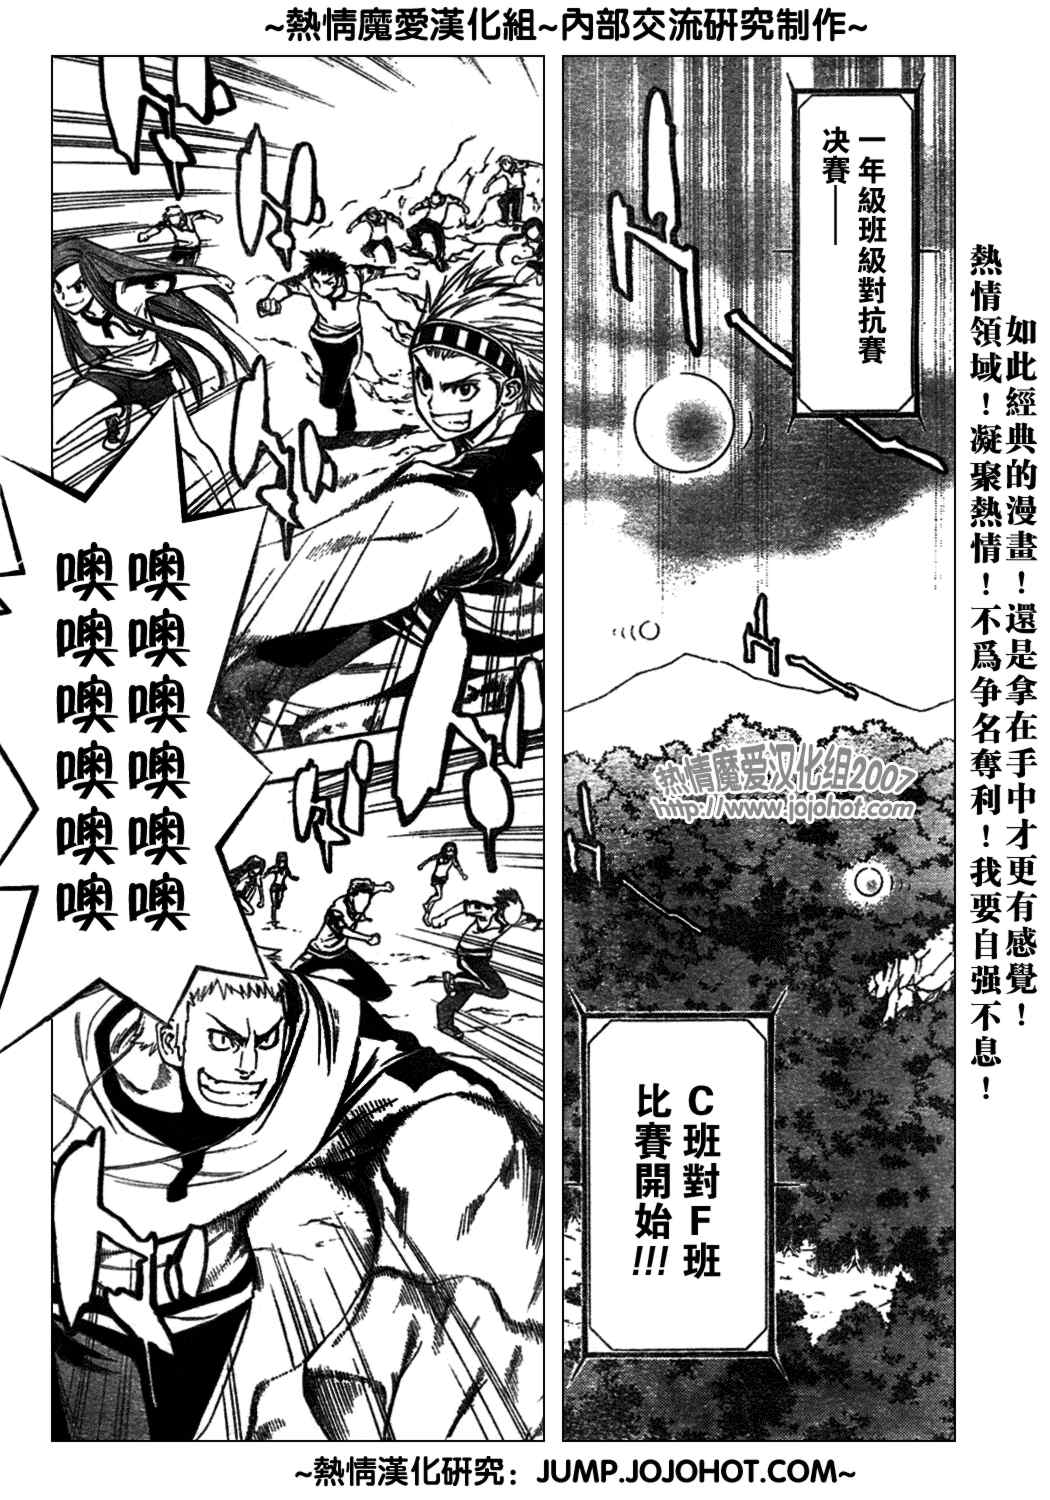 ~熱情魔愛漢化組~內部交流研究制作~
如此經典的漫畫！還是拿在手中才更有感覺！
熱情領域！凝聚熱情！不爲争名奪利！我要自强不息！
一年級班級對抗賽
決賽——
熱情魔爱汉化组2007
http://www.jojohot.com
C班對F班
比賽開始!!!
噢噢噢噢噢噢
噢噢噢噢噢噢
~熱情漢化研究：JUMP.JOJOHOT.COM~